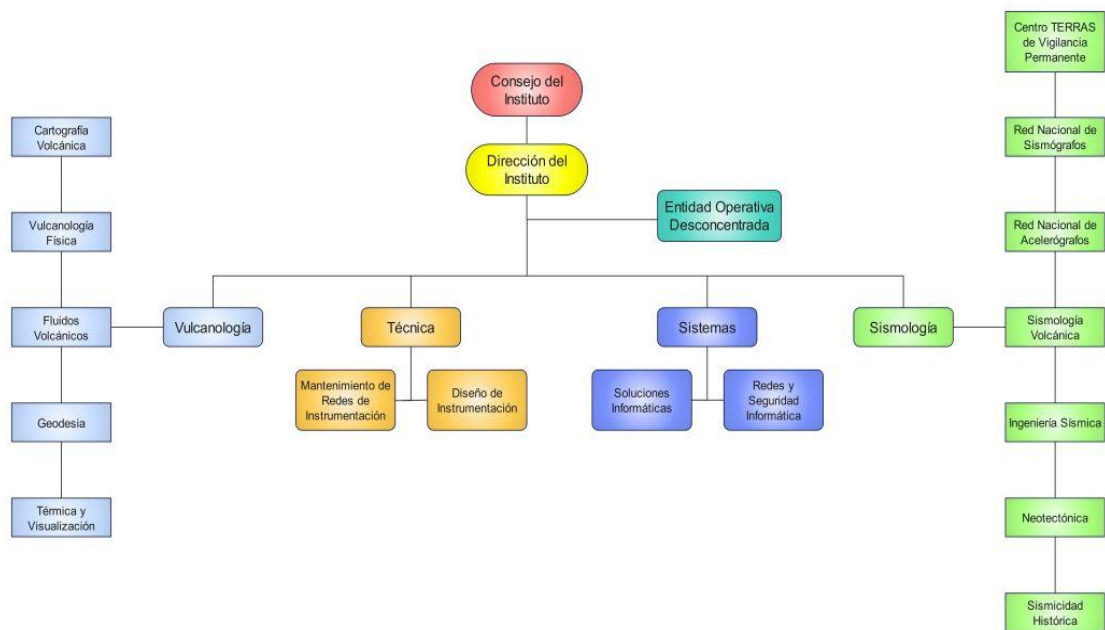 Centro TERRAS
de Vigilancia
Permanente
Consejo del
Instituto
Cartografía
Volcánica
Red Nacional de
Sismógrafos
Dirección del
Instituto
Entidad Operativa
Desconcentrada
Vulcanología
Física
Red Nacional de
Acelerógrafos
Fluidos
Volcánicos
Vulcanología
Técnica
Sistemas
Sismología
Sismología
Volcánica
Mantenimiento de
Redes de
Instrumentación
Diseño de
Instrumentación
Soluciones
Informáticas
Redes y
Seguridad
Informática
Geodesia
Ingeniería Sísmica
Térmica y
Visualización
Neotectónica
Sismicidad
Histórica